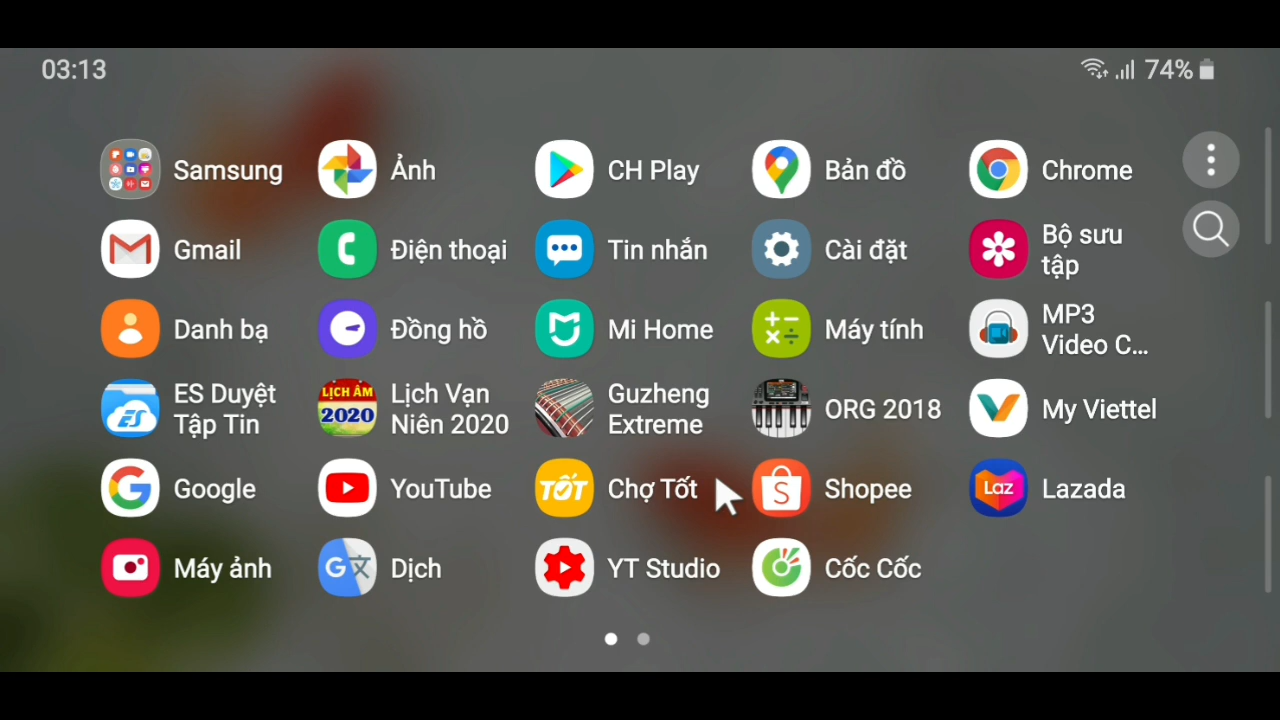 03:13
74%
Samsung
Ảnh
CH Play
Bản đồ
Chrome
Gmail
Điện thoại
Tin nhắn
Cài đặt
Bộ sưu
tập
Danh bạ
Đồng hồ
Mi Home
Máy tính
MP3
Video C...
ES
ES Duyệt
Tập Tin
LỊCH ÂM
2020
Lịch Vạn
Niên 2020
Guzheng
Extreme
ORG 2018
My Viettel
G
Google
YouTube
TỐT
Chợ Tốt
S
Shopee
Laz
Lazada
Máy ảnh
G文
Dịch
YT Studio
Cốc Cốc